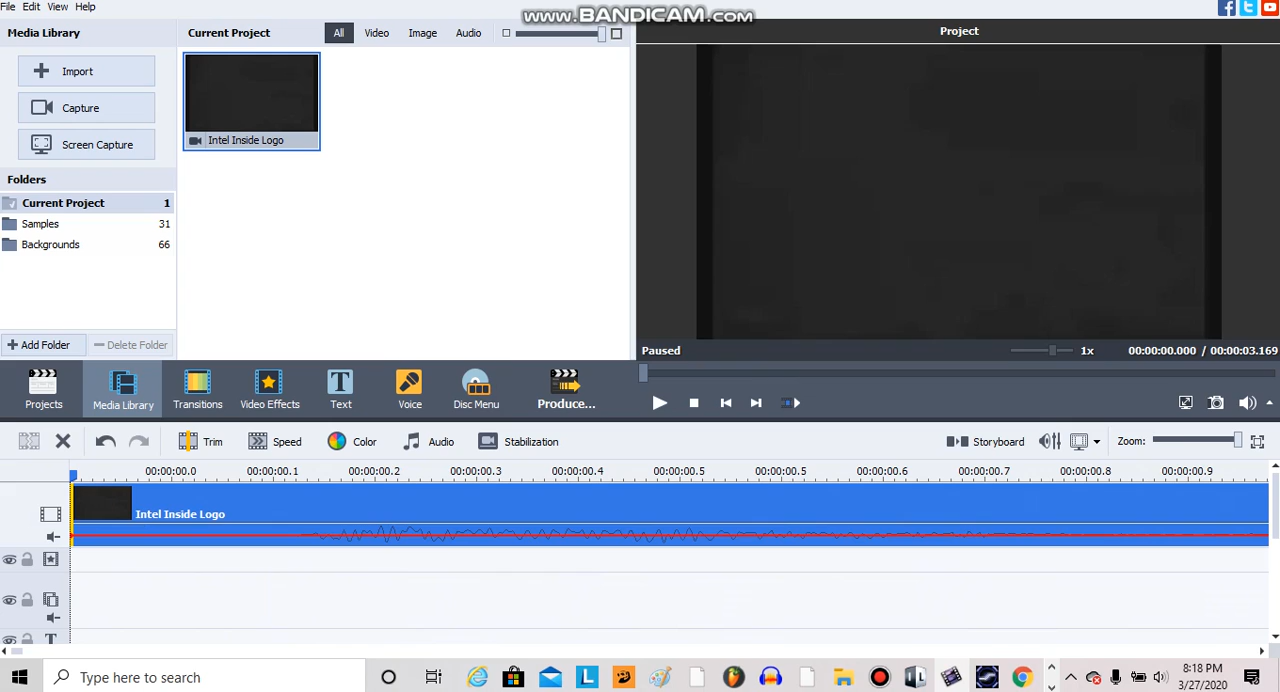 www.BANDICAM.com
File Edit View Help
Media Library
Current Project
All
Video
Image
Audio
Project
Import
Capture
Screen Capture
Intel Inside Logo
Folders
Current Project 1
Samples 31
Backgrounds 66
Add Folder
Delete Folder
Paused
1x
00:00:00.000 / 00:00:03.169
Projects
Media Library
Transitions
Video Effects
Text
Voice
Disc Menu
Produce...
Trim
Speed
Color
Audio
Stabilization
Storyboard
Zoom:
00:00:00.0 00:00:00.1 00:00:00.2 00:00:00.3 00:00:00.4 00:00:00.5 00:00:00.5 00:00:00.6 00:00:00.7 00:00:00.8 00:00:00.9
Intel Inside Logo
Type here to search
8:18 PM
3/27/2020